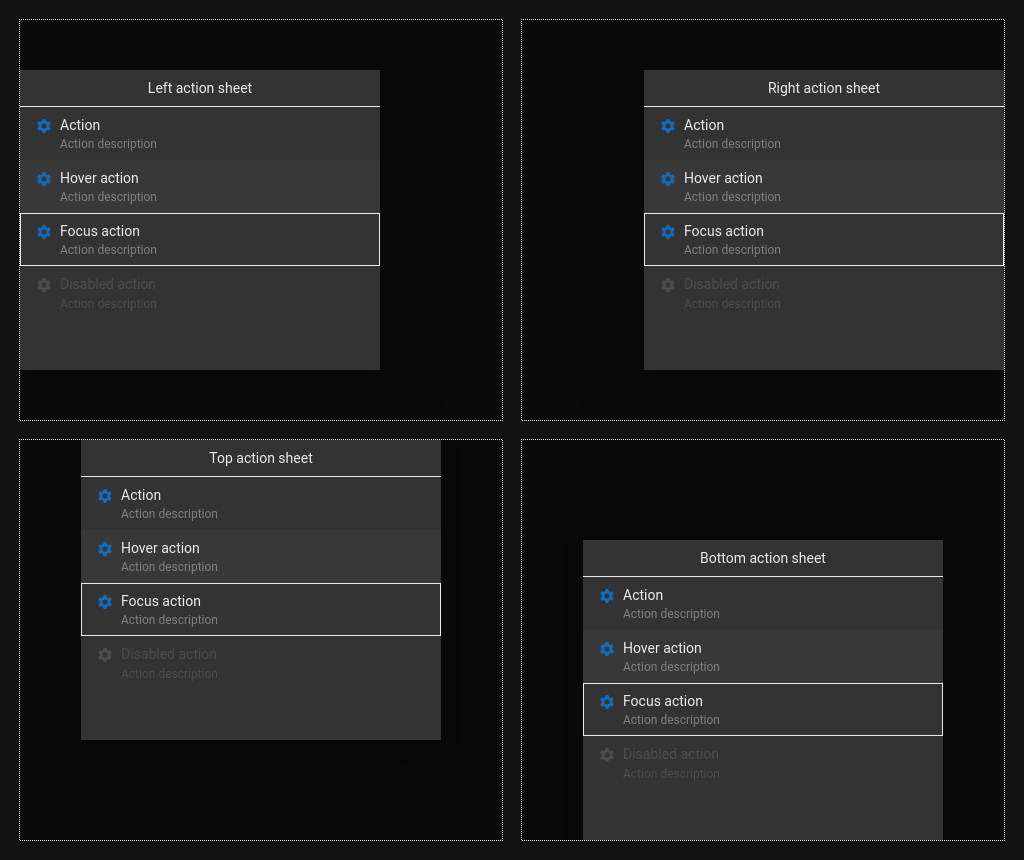 Left action sheet
Action
Action description
Hover action
Action description
Focus action
Action description
Disabled action
Action description
Right action sheet
Action
Action description
Hover action
Action description
Focus action
Action description
Disabled action
Action description
Top action sheet
Action
Action description
Hover action
Action description
Focus action
Action description
Disabled action
Action description
Bottom action sheet
Action
Action description
Hover action
Action description
Focus action
Action description
Disabled action
Action description